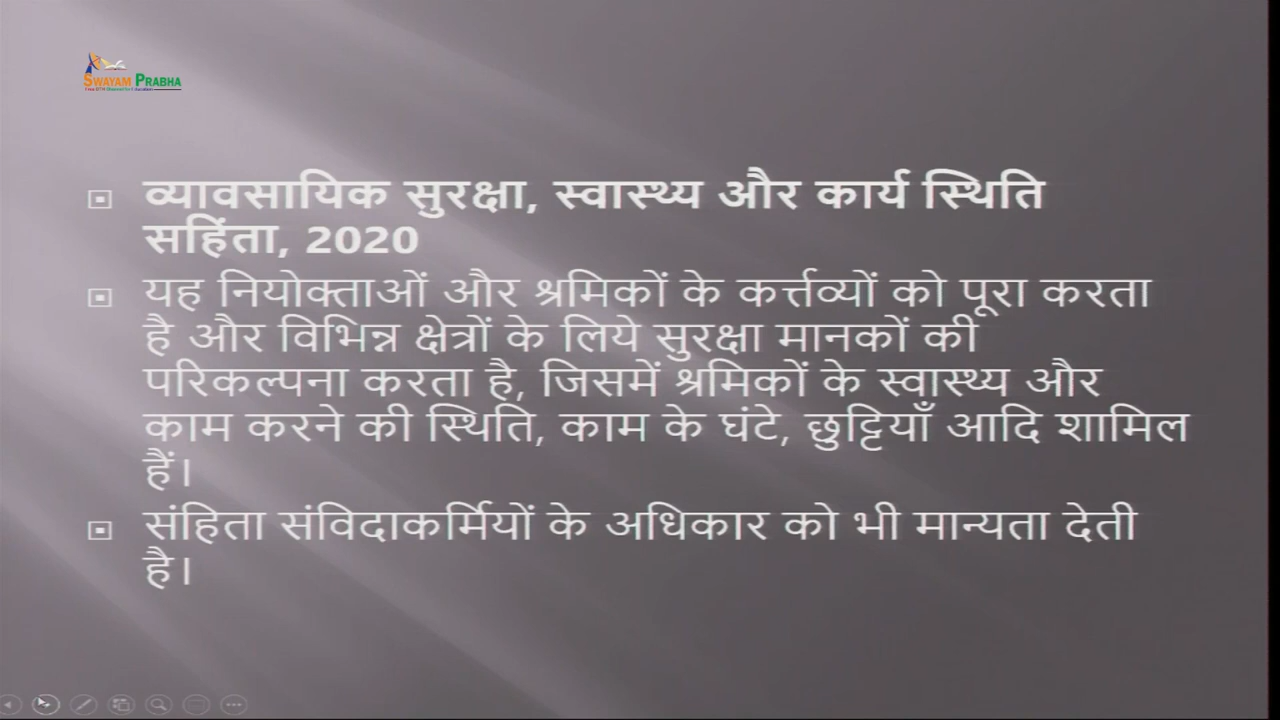 SWAYAM PRABHA
व्यावसायिक सुरक्षा, स्वास्थ्य और कार्य स्थिति
सहिंता, 2020
यह नियोक्ताओं और श्रमिकों के कर्त्तव्यों को पूरा करता
है और विभिन्न क्षेत्रों के लिये सुरक्षा मानकों की
परिकल्पना करता है, जिसमें श्रमिकों के स्वास्थ्य और
काम करने की स्थिति, काम के घंटे, छुट्टियाँ आदि शामिल
हैं।
संहिता संविदाकर्मियों के अधिकार को भी मान्यता देती
है।